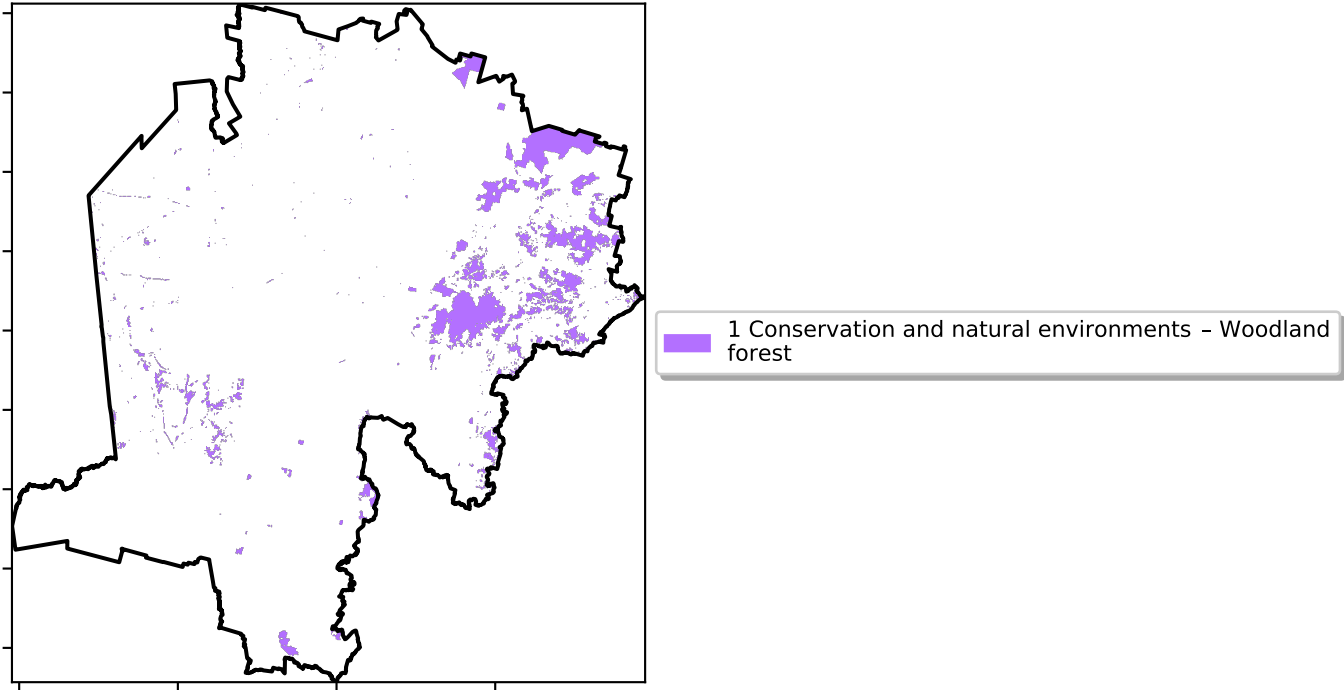 1 Conservation and natural environments – Woodland
forest